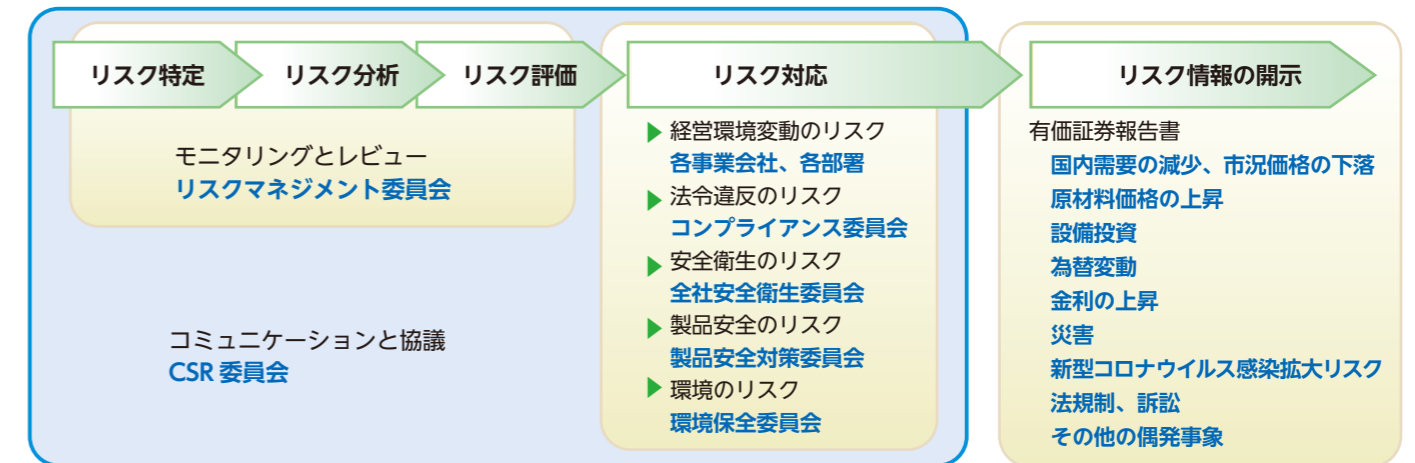 リスク特定
リスク分析
リスク評価
リスク対応
リスク情報の開示
モニタリングとレビュー
リスクマネジメント委員会
コミュニケーションと協議
CSR 委員会
経営環境変動のリスク
各事業会社、各部署
法令違反のリスク
コンプライアンス委員会
安全衛生のリスク
全社安全衛生委員会
製品安全のリスク
製品安全対策委員会
環境のリスク
環境保全委員会
有価証券報告書
国内需要の減少、市況価格の下落
原材料価格の上昇
設備投資
為替変動
金利の上昇
災害
新型コロナウイルス感染拡大リスク
法規制、訴訟
その他の偶発事象